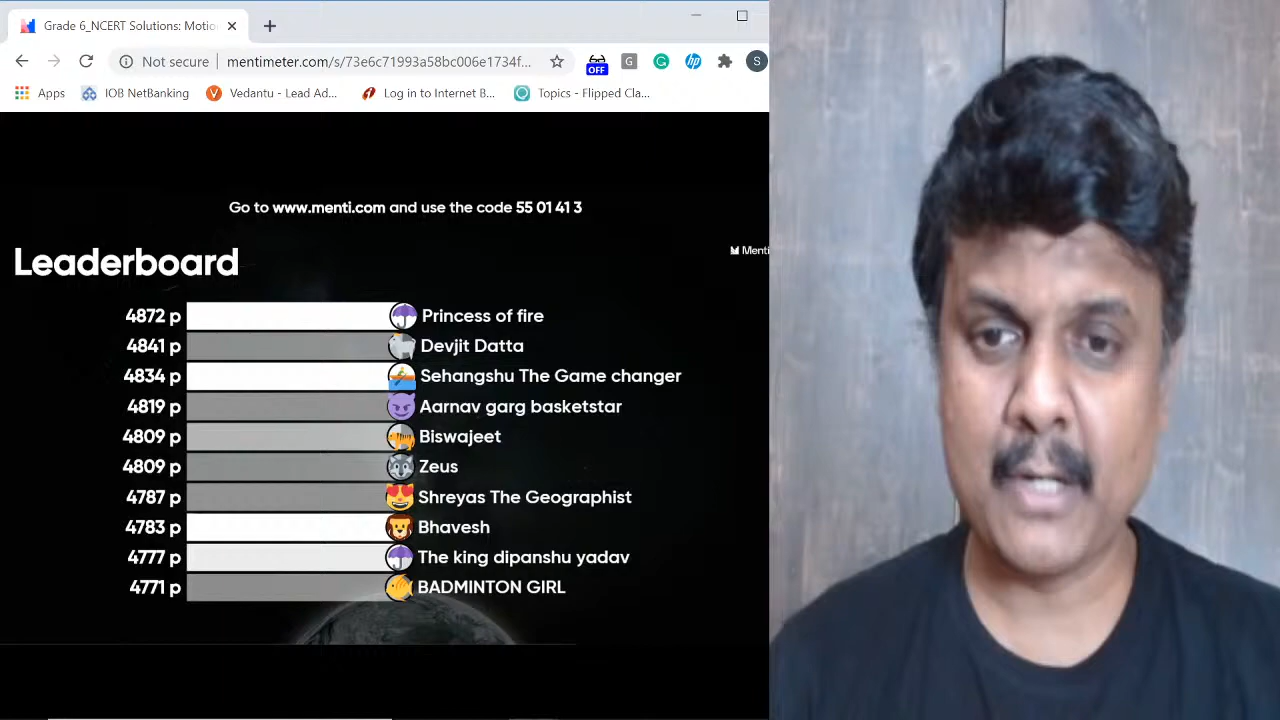 Grade 6_NCERT Solutions: Motio
Not secure
mentimeter.com/s/73e6c71993a58bc006e1734f...
OFF
G
G
hp
S
Apps
IOB NetBanking
Vedantu - Lead Ad...
Log in to Internet B...
Topics - Flipped Cla...
Go to www.menti.com and use the code 55 01 41 3
Leaderboard
Menti
4872 p Princess of fire
4841 p Devjit Datta
4834 p Sehangshu The Game changer
4819 p Aarnav garg basketstar
4809 p Biswajeet
4809 p Zeus
4787 p Shreyas The Geographist
4783 p Bhavesh
4777 p The king dipanshu yadav
4771 p BADMINTON GIRL